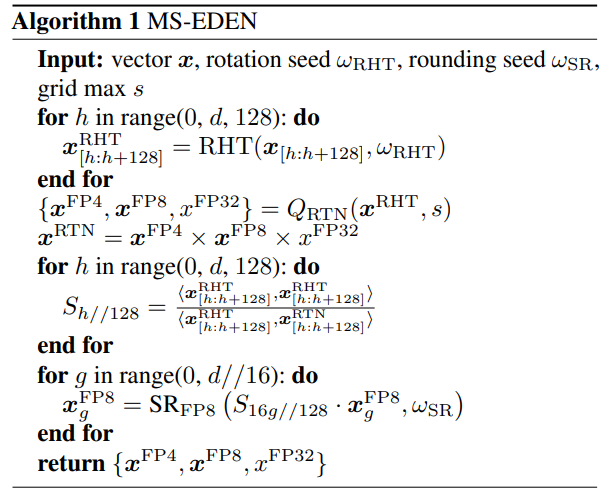 Algorithm 1 MS-EDEN
Input: vector x, rotation seed ω_RHT, rounding seed ω_SR,
grid max s
for h in range(0, d, 128): do
x^RHT_[h:h+128] = RHT(x_[h:h+128], ω_RHT)
end for
{x^FP4, x^FP8, x^FP32} = Q_RTN(x^RHT, s)
x^RTN = x^FP4 × x^FP8 × x^FP32
for h in range(0, d, 128): do
S_h//128 = ⟨x^RHT_[h:h+128], x^RHT_[h:h+128]⟩ / ⟨x^RHT_[h:h+128], x^RTN_[h:h+128]⟩
end for
for g in range(0, d//16): do
x^FP8_g = SR_FP8 (S_16g//128 · x^FP8_g, ω_SR)
end for
return {x^FP4, x^FP8, x^FP32}